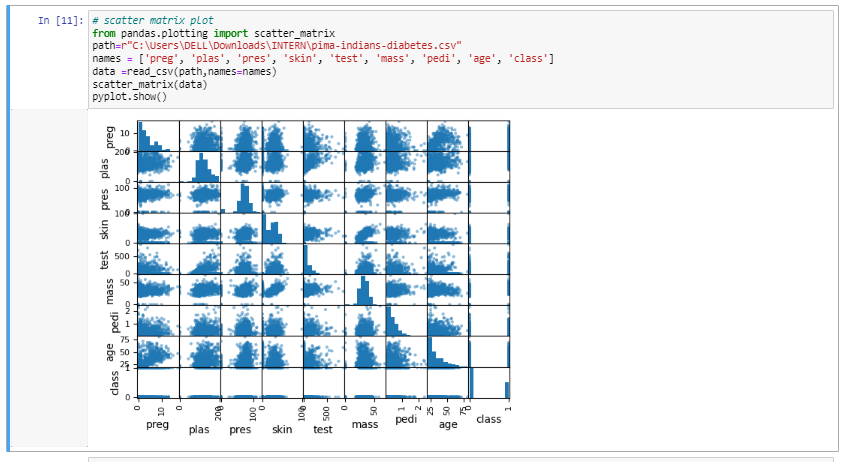 In [11]: # scatter matrix plot
from pandas.plotting import scatter_matrix
path=r"C:\Users\DELL\Downloads\INTERN\pima-indians-diabetes.csv"
names = ['preg', 'plas', 'pres', 'skin', 'test', 'mass', 'pedi', 'age', 'class']
data =read_csv(path,names=names)
scatter_matrix(data)
pyplot.show()
preg 10 0
plas 200 0
pres 100 0
skin 100 0
test 500 0
mass 50 0
pedi 2 1
age 75 50 25
class 1 0
0 10 0 200 0 100 0 100 0 500 0 50 1 2 25 50 75 0 1
preg plas pres skin test mass pedi age class